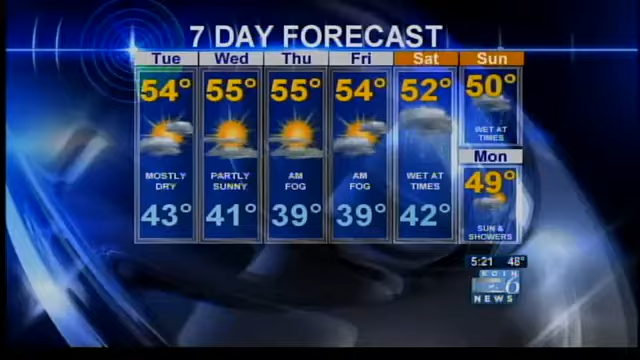 7 DAY FORECAST
Tue Wed Thu Fri Sat Sun
54° 55° 55° 54° 52° 50°
MOSTLY DRY
PARTLY SUNNY
AM FOG
AM FOG
WET AT TIMES
WET AT TIMES
43° 41° 39° 39° 42°
Mon
49°
SUN & SHOWERS
5:21 48°
KOIN
6
NEWS